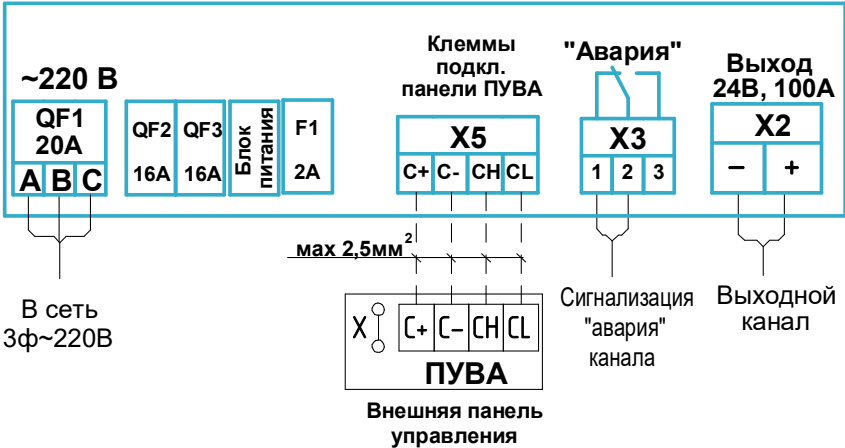 ~220 В
QF1
20А
А В С
QF2
16А
QF3
16А
Блок
питания
F1
2А
Клеммы
подкл.
панели ПУВА
X5
C+ C- CH CL
"Авария"
X3
1 2 3
Выход
24В, 100А
X2
– +
мах 2,5мм²
В сеть
3ф~220В
X
C+ C– CH CL
ПУВА
Внешняя панель
управления
Сигнализация
"авария"
канала
Выходной
канал